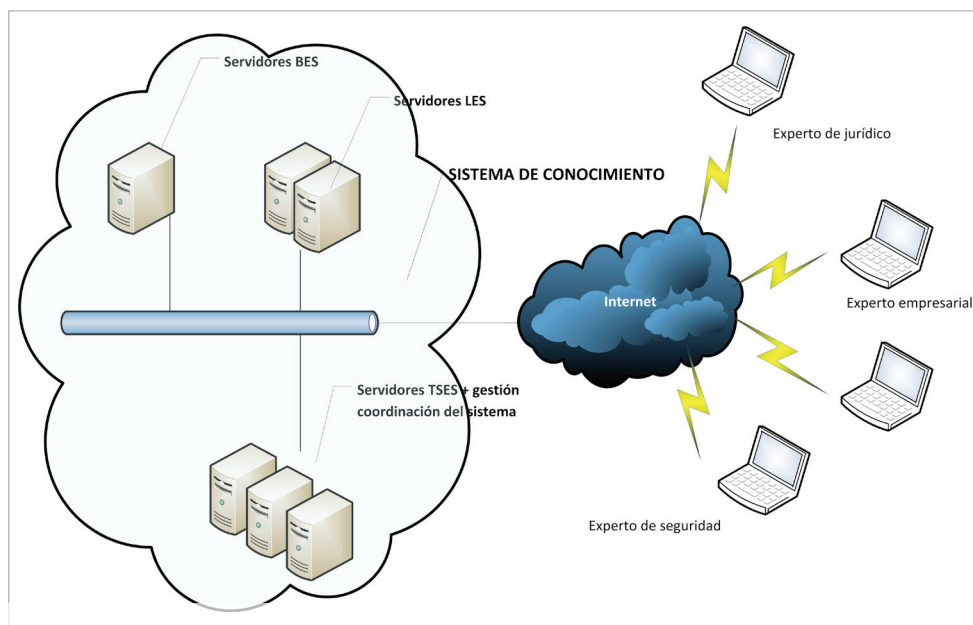 Servidores BES
Servidores LES
SISTEMA DE CONOCIMIENTO
Experto de jurídico
Internet
Experto empresarial
Servidores TSES + gestión
coordinación del sistema
Experto de seguridad